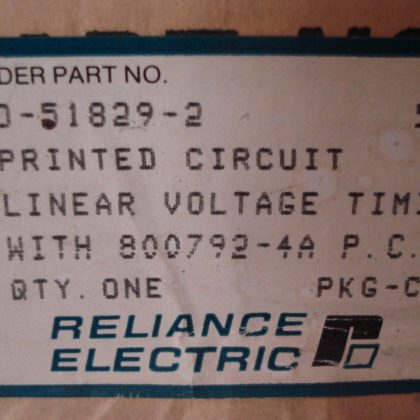 DER PART NO.
0-51829-2
PRINTED CIRCUIT
LINEAR VOLTAGE TIM
WITH 800792-4A P.C.
QTY. ONE PKG-C
RELIANCE
ELECTRIC